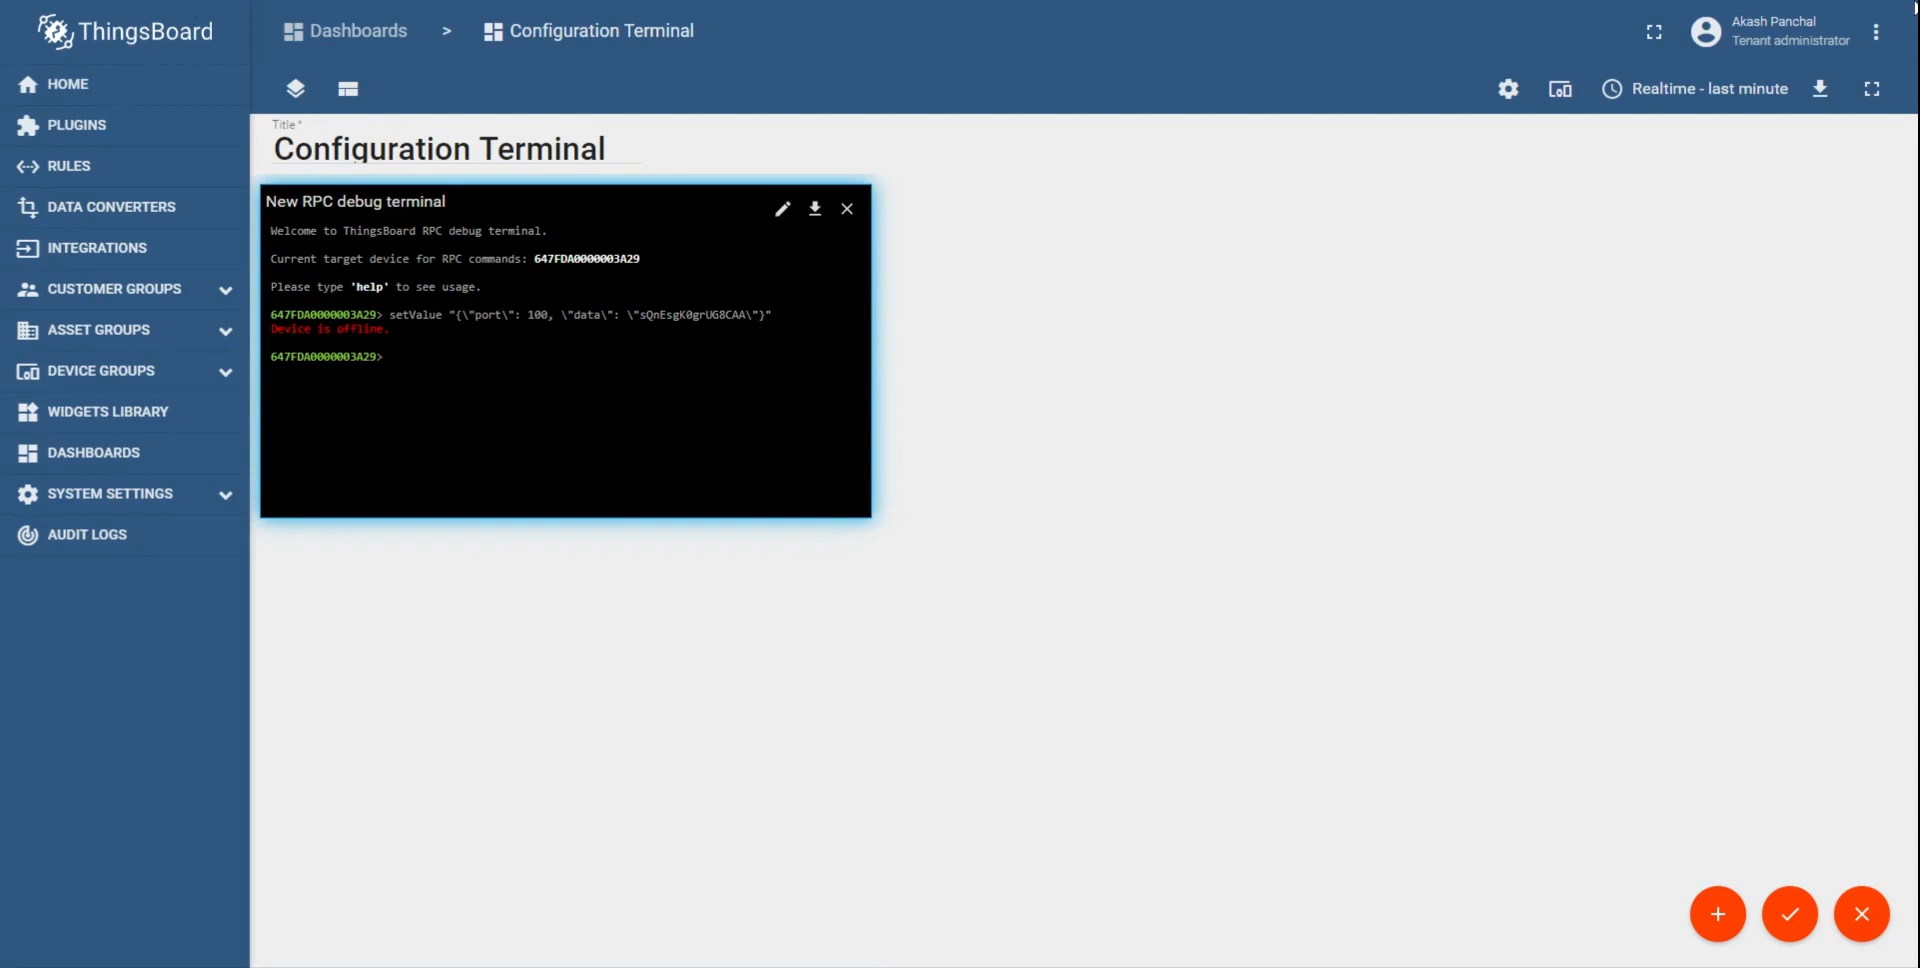 ThingsBoard
HOME
PLUGINS
RULES
DATA CONVERTERS
INTEGRATIONS
CUSTOMER GROUPS
ASSET GROUPS
DEVICE GROUPS
WIDGETS LIBRARY
DASHBOARDS
SYSTEM SETTINGS
AUDIT LOGS
Dashboards > Configuration Terminal
Akash Panchal
Tenant administrator
Realtime - last minute
Title *
Configuration Terminal
New RPC debug terminal
Welcome to ThingsBoard RPC debug terminal.
Current target device for RPC commands: 647FDA0000003A29
Please type 'help' to see usage.
647FDA0000003A29> setValue "{\"port\": 100, \"data\": \"sQnEsgK0grUG8CAA\"}"
Device is offline.
647FDA0000003A29>